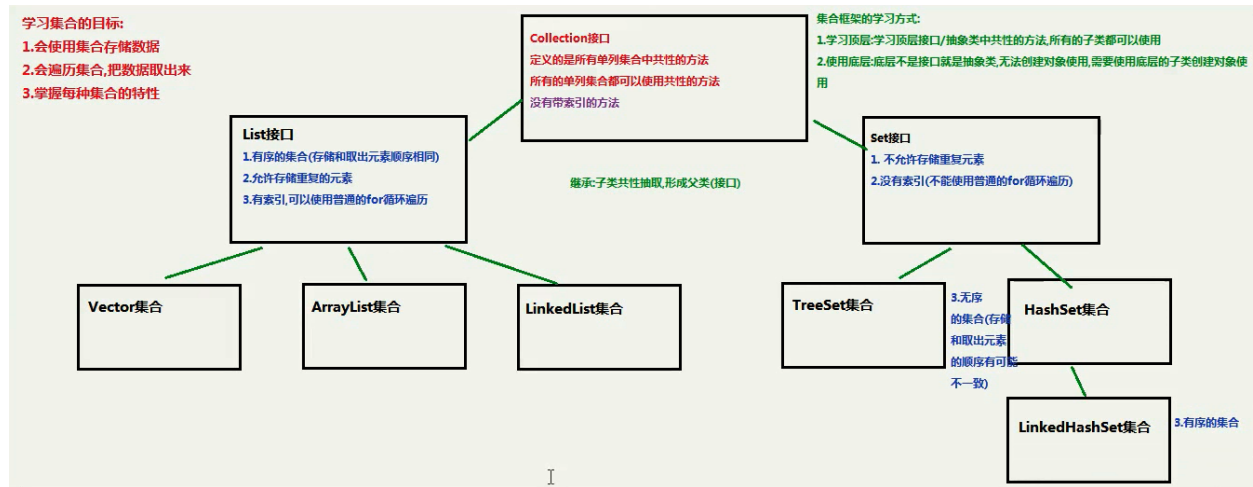 学习集合的目标:
1.会使用集合存储数据
2.会遍历集合,把数据取出来
3.掌握每种集合的特性
Collection接口
定义的是所有单列集合中共性的方法
所有的单列集合都可以使用共性的方法
没有带索引的方法
集合框架的学习方式:
1.学习顶层:学习顶层接口/抽象类中共性的方法,所有的子类都可以使用
2.使用底层:底层不是接口就是抽象类,无法创建对象使用,需要使用底层的子类创建对象使
用
List接口
1.有序的集合(存储和取出元素顺序相同)
2.允许存储重复的元素
3.有索引,可以使用普通的for循环遍历
继承:子类共性抽取,形成父类(接口)
Set接口
1. 不允许存储重复元素
2.没有索引(不能使用普通的for循环遍历)
Vector集合
ArrayList集合
LinkedList集合
TreeSet集合
3.无序
的集合(存储
和取出元素
的顺序有可能
不一致)
HashSet集合
LinkedHashSet集合
3.有序的集合